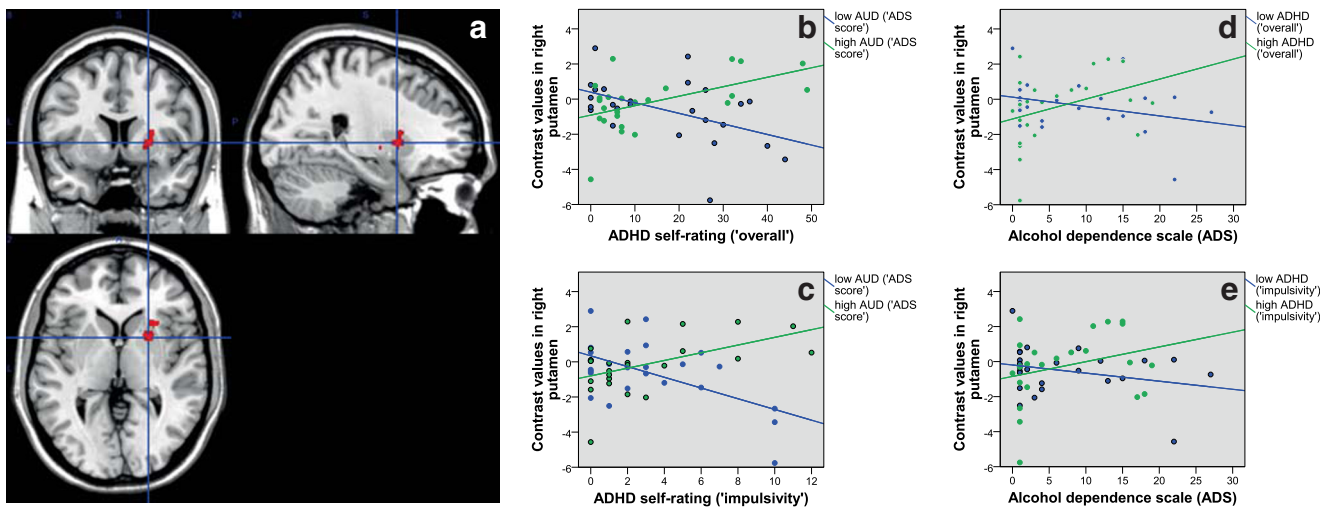 a
S
24
S
L
P
L
b
low AUD ('ADS
score')
high AUD ('ADS
score')
Contrast values in right
putamen
4
2
0
-2
-4
-6
0 10 20 30 40 50
ADHD self-rating ('overall')
c
low AUD ('ADS
score')
high AUD ('ADS
score')
Contrast values in right
putamen
4
2
0
-2
-4
-6
0 2 4 6 8 10 12
ADHD self-rating ('impulsivity')
d
low ADHD
('overall')
high ADHD
('overall')
Contrast values in right
putamen
4
2
0
-2
-4
-6
0 5 10 15 20 25 30
Alcohol dependence scale (ADS)
e
low ADHD
('impulsivity')
high ADHD
('impulsivity')
Contrast values in right
putamen
4
2
0
-2
-4
-6
0 5 10 15 20 25 30
Alcohol dependence scale (ADS)